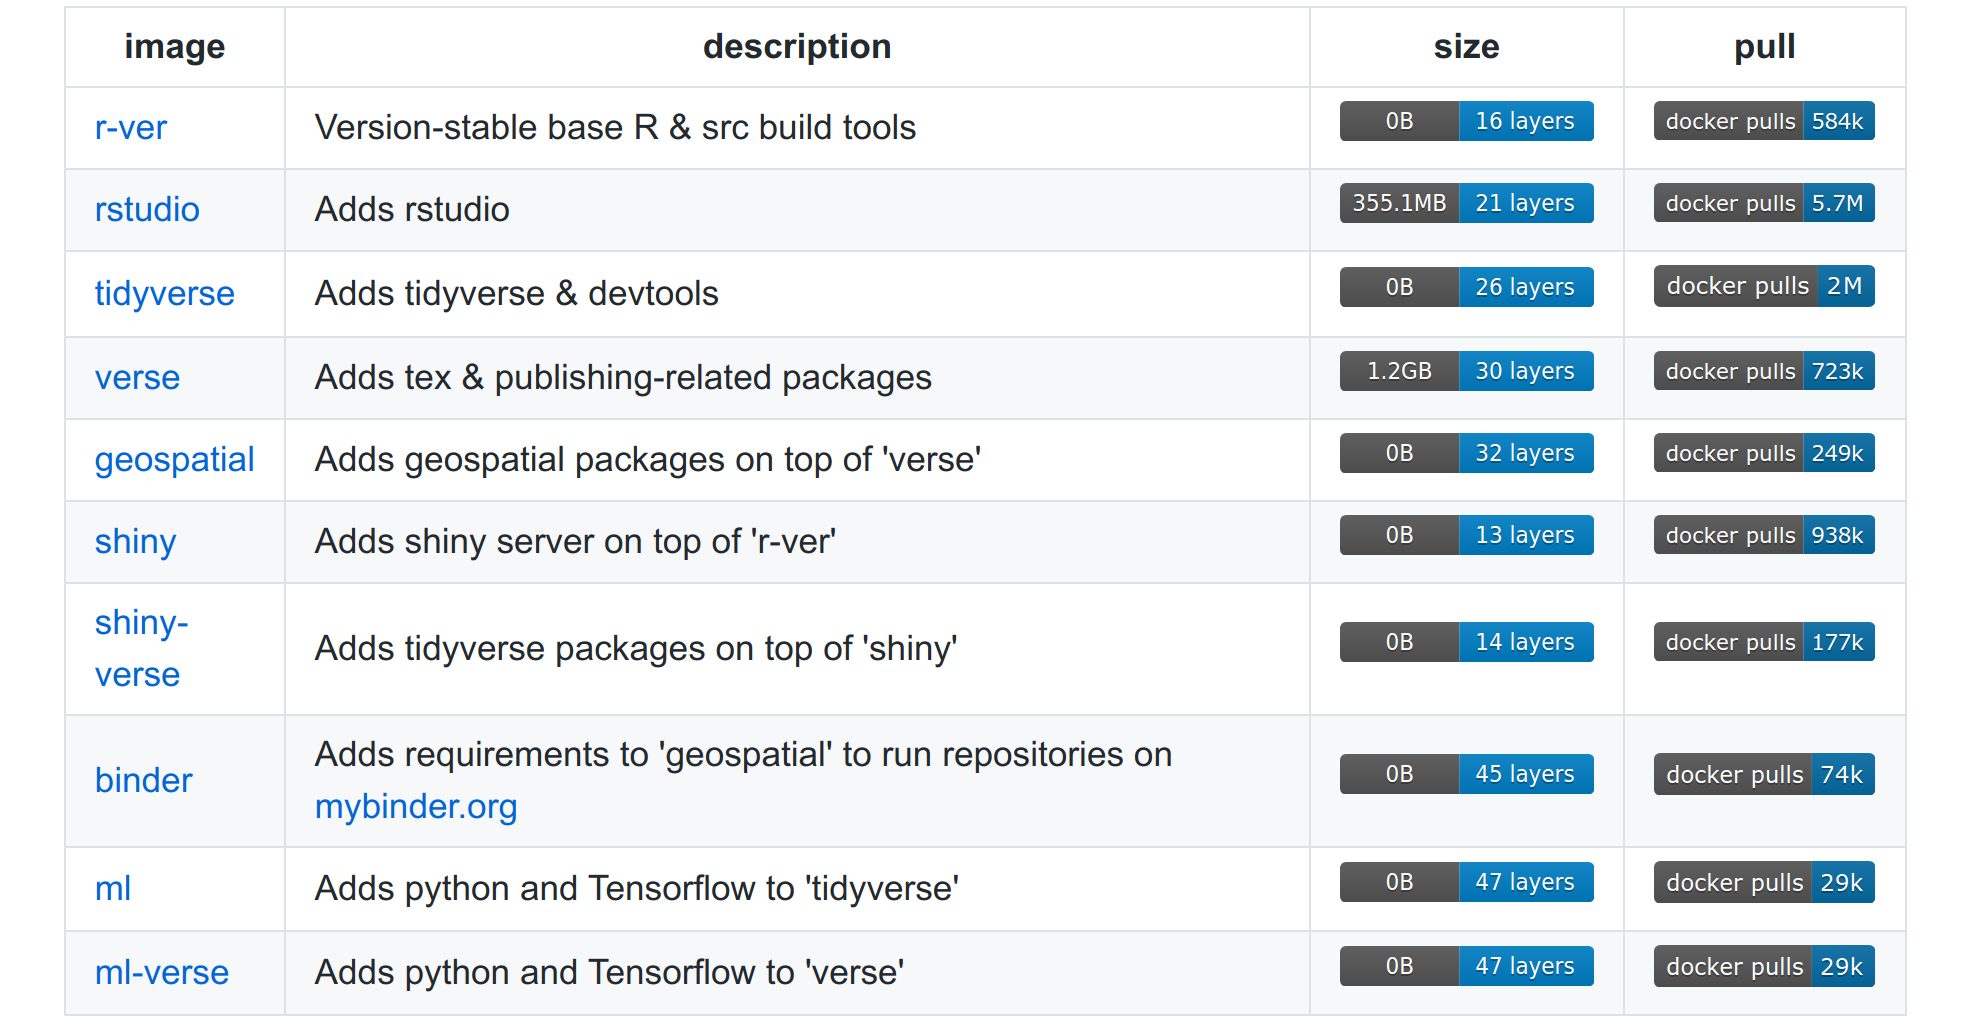 image description size pull
r-ver Version-stable base R & src build tools 0B 16 layers docker pulls 584k
rstudio Adds rstudio 355.1MB 21 layers docker pulls 5.7M
tidyverse Adds tidyverse & devtools 0B 26 layers docker pulls 2M
verse Adds tex & publishing-related packages 1.2GB 30 layers docker pulls 723k
geospatial Adds geospatial packages on top of 'verse' 0B 32 layers docker pulls 249k
shiny Adds shiny server on top of 'r-ver' 0B 13 layers docker pulls 938k
shiny-
verse Adds tidyverse packages on top of 'shiny' 0B 14 layers docker pulls 177k
binder Adds requirements to 'geospatial' to run repositories on
mybinder.org 0B 45 layers docker pulls 74k
ml Adds python and Tensorflow to 'tidyverse' 0B 47 layers docker pulls 29k
ml-verse Adds python and Tensorflow to 'verse' 0B 47 layers docker pulls 29k